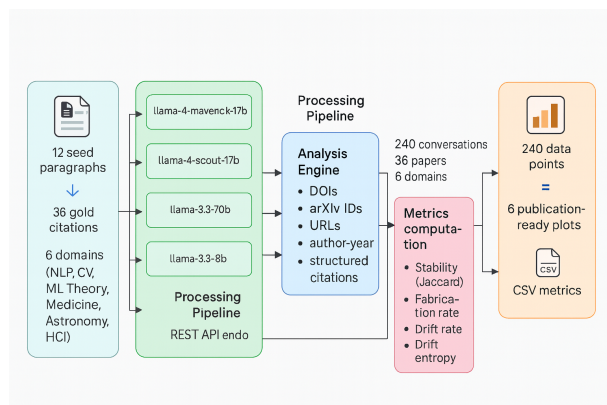 12 seed
paragraphs
36 gold
citations
6 domains
(NLP, CV,
ML Theory,
Medicine,
Astronomy,
HCI)
llama-4-mavenck-17b
llama-4-scout-17b
llama-3.3-70b
llama-3.3-8b
Processing
Pipeline
REST API endo
Processing
Pipeline
Analysis
Engine
• DOIs
• arXIv IDs
• URLs
• author-year
• structured
citations
240 conversations
36 papers
6 domains
Metrics
computa-
tion
• Stability
(Jaccard)
• Fabrica-
tion rate
• Drift rate
• Drift
entropy
240 data
points
=
6 publication-
ready plots
CSV
CSV metrics